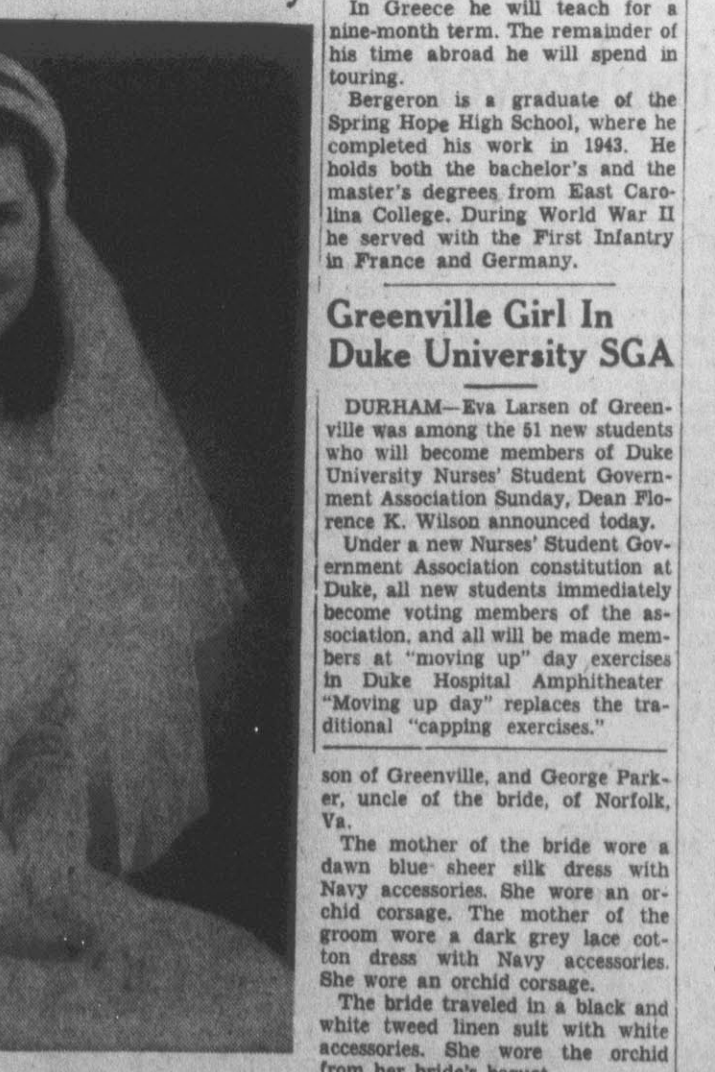 In Greece he will teach for a
nine-month term. The remainder of
his time abroad he will spend in
touring.
Bergeron is a graduate of the
Spring Hope High School, where he
completed his work in 1943. He
holds both the bachelor's and the
master's degrees from East Caro-
lina College. During World War II
he served with the First Infantry
in France and Germany.
Greenville Girl In
Duke University SGA
DURHAM—Eva Larsen of Green-
ville was among the 51 new students
who will become members of Duke
University Nurses' Student Govern-
ment Association Sunday, Dean Flo-
rence K. Wilson announced today.
Under a new Nurses' Student Gov-
ernment Association constitution at
Duke, all new students immediately
become voting members of the as-
sociation, and all will be made mem-
bers at "moving up" day exercises
in Duke Hospital Amphitheater
"Moving up day" replaces the tra-
ditional "capping exercises."
son of Greenville, and George Park-
er, uncle of the bride, of Norfolk,
Va.
The mother of the bride wore a
dawn blue sheer silk dress with
Navy accessories. She wore an or-
chid corsage. The mother of the
groom wore a dark grey lace cot-
ton dress with Navy accessories.
She wore an orchid corsage.
The bride traveled in a black and
white tweed linen suit with white
accessories. She wore the orchid
from her bride's